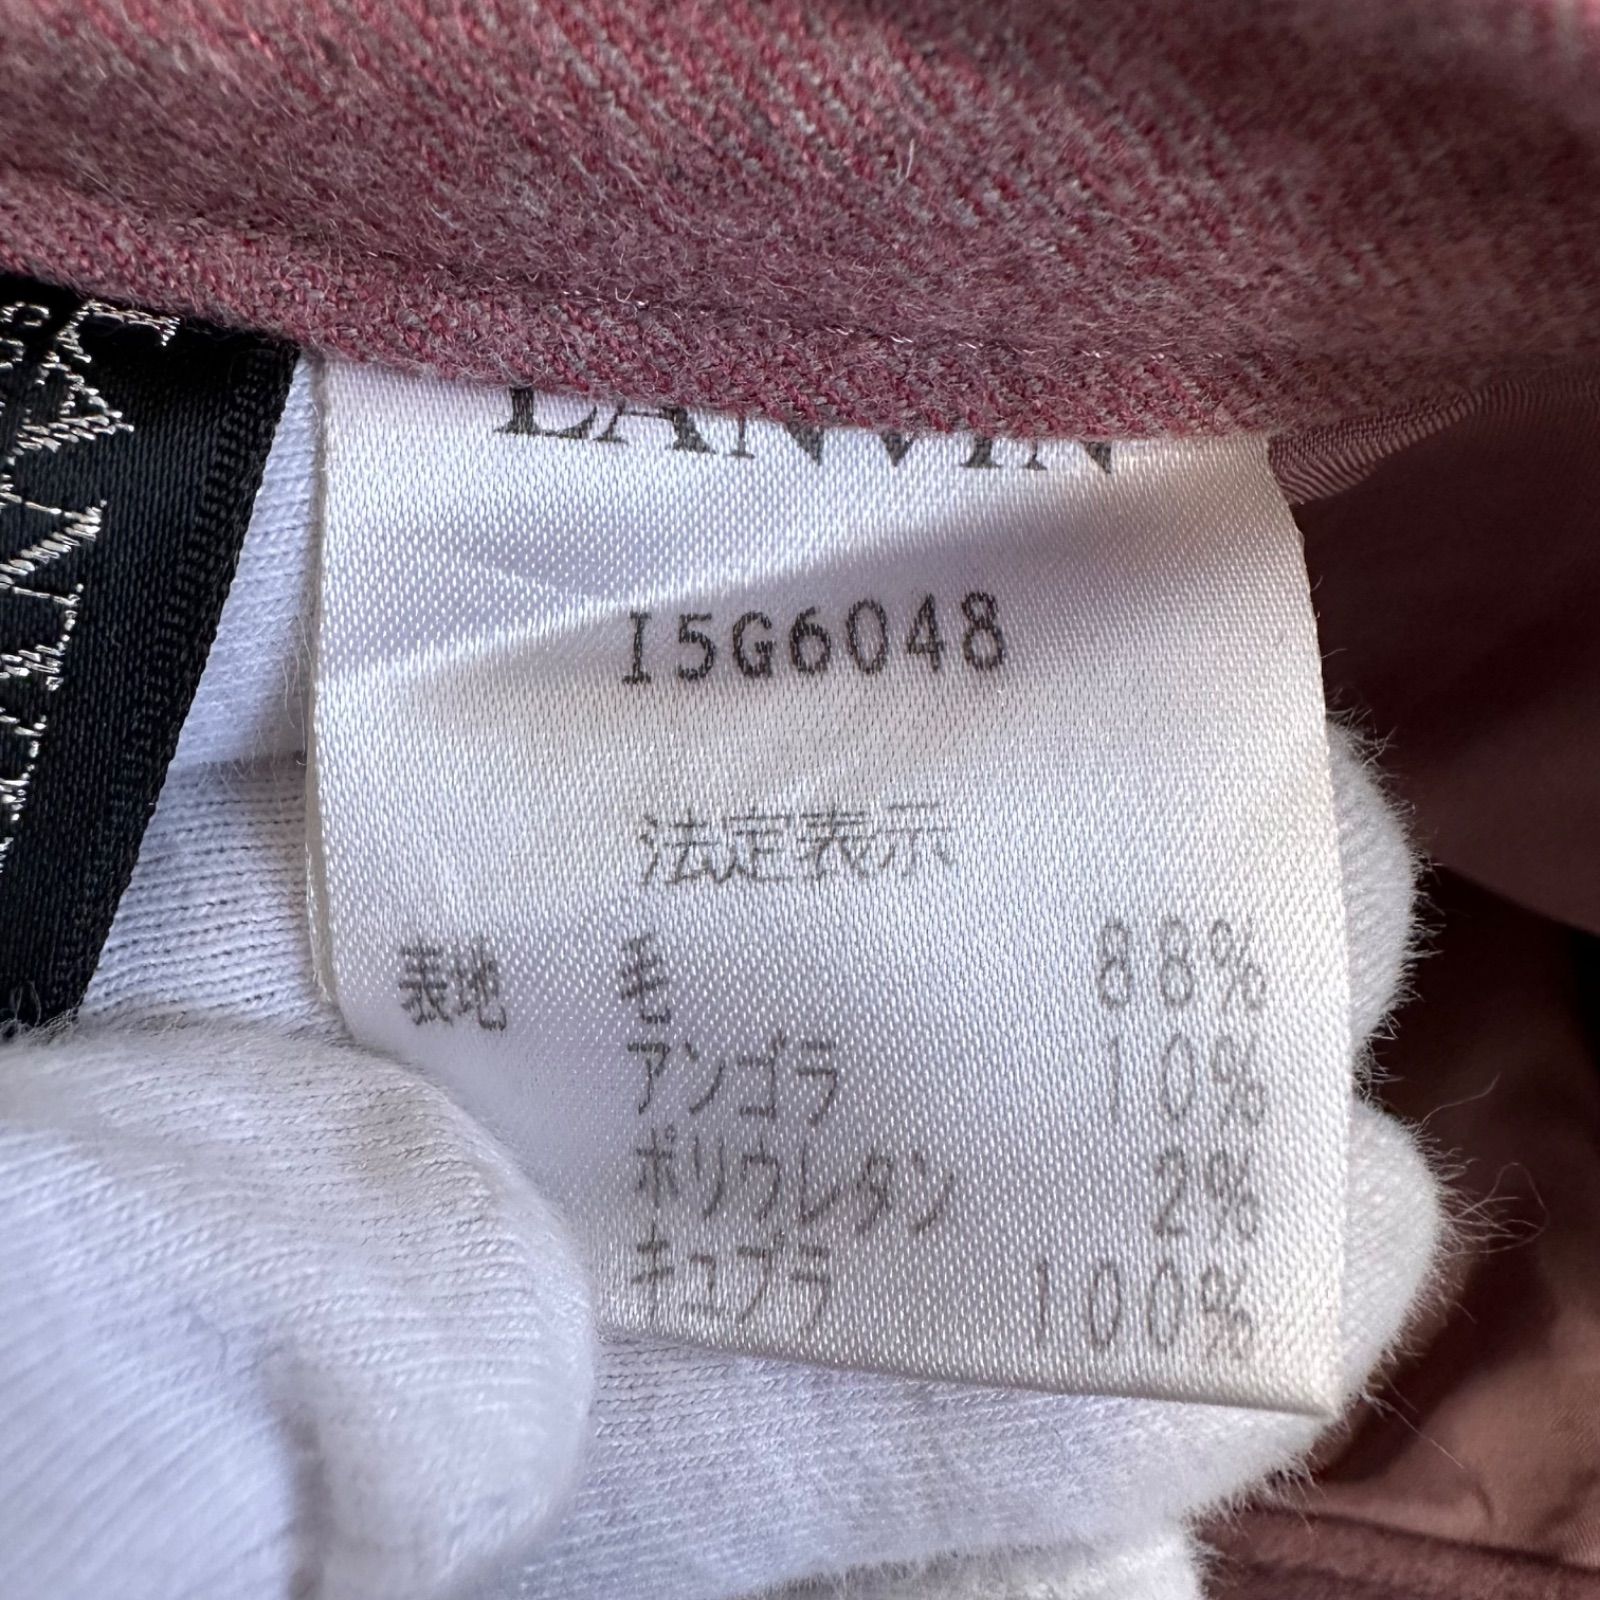 LANVIN
I5G6048
法定表示
表地 毛 88%
アンゴラ 10%
ポリウレタン 2%
キュプラ 100%